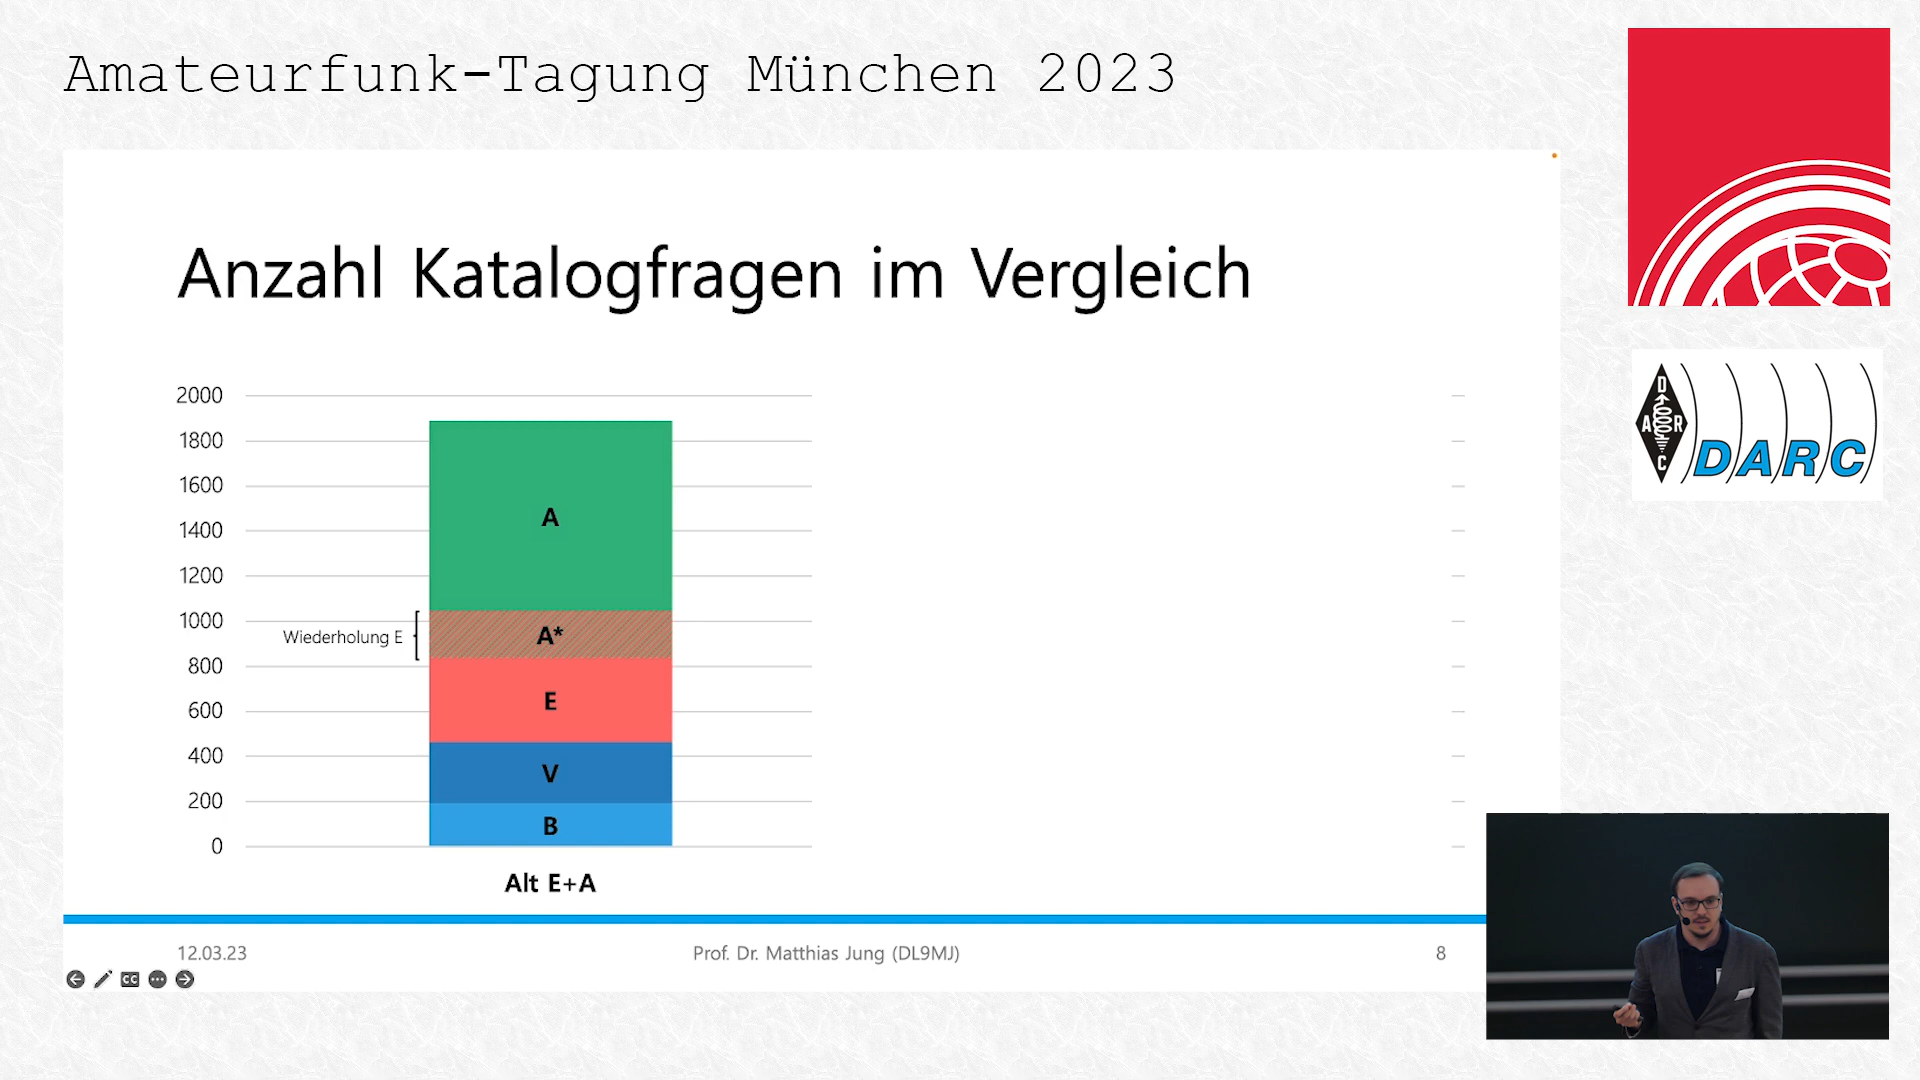 Amateurfunk-Tagung München 2023
Anzahl Katalogfragen im Vergleich
2000
1800
1600
1400
1200
1000
800
600
400
200
0
Wiederholung E
A
A*
E
V
B
Alt E+A
12.03.23
Prof. Dr. Matthias Jung (DL9MJ)
8
CC
D
A R
C
DARC